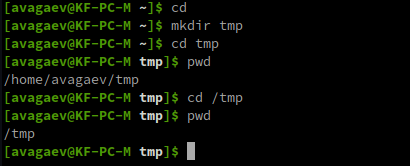 [avagaev@KF-PC-M ~]$ cd
[avagaev@KF-PC-M ~]$ mkdir tmp
[avagaev@KF-PC-M ~]$ cd tmp
[avagaev@KF-PC-M tmp]$ pwd
/home/avagaev/tmp
[avagaev@KF-PC-M tmp]$ cd /tmp
[avagaev@KF-PC-M tmp]$ pwd
/tmp
[avagaev@KF-PC-M tmp]$